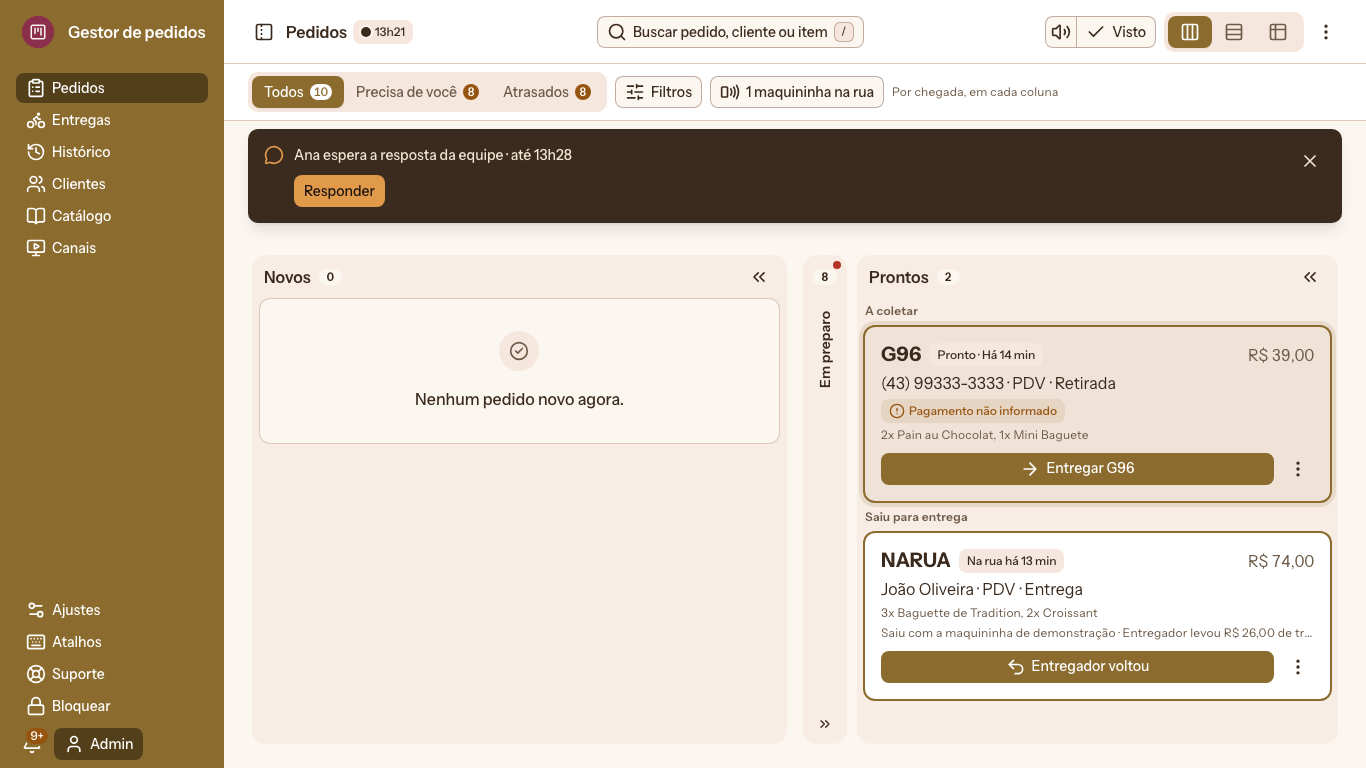 Gestor de pedidos
Pedidos
Entregas
Histórico
Clientes
Catálogo
Canais
Ajustes
Atalhos
Suporte
Bloquear
9+
Admin
Pedidos
13h21
Buscar pedido, cliente ou item /
Visto
Todos 10
Precisa de você 8
Atrasados 8
Filtros
1 maquininha na rua
Por chegada, em cada coluna
Ana espera a resposta da equipe · até 13h28
Responder
Novos 0
Nenhum pedido novo agora.
8
Em preparo
Prontos 2
A coletar
G96 Pronto · Há 14 min R$ 39,00
(43) 99333-3333 · PDV · Retirada
Pagamento não informado
2x Pain au Chocolat, 1x Mini Baguete
Entregar G96
Saiu para entrega
NARUA Na rua há 13 min R$ 74,00
João Oliveira · PDV · Entrega
3x Baguette de Tradition, 2x Croissant
Saiu com a maquininha de demonstração · Entregador levou R$ 26,00 de tr...
Entregador voltou